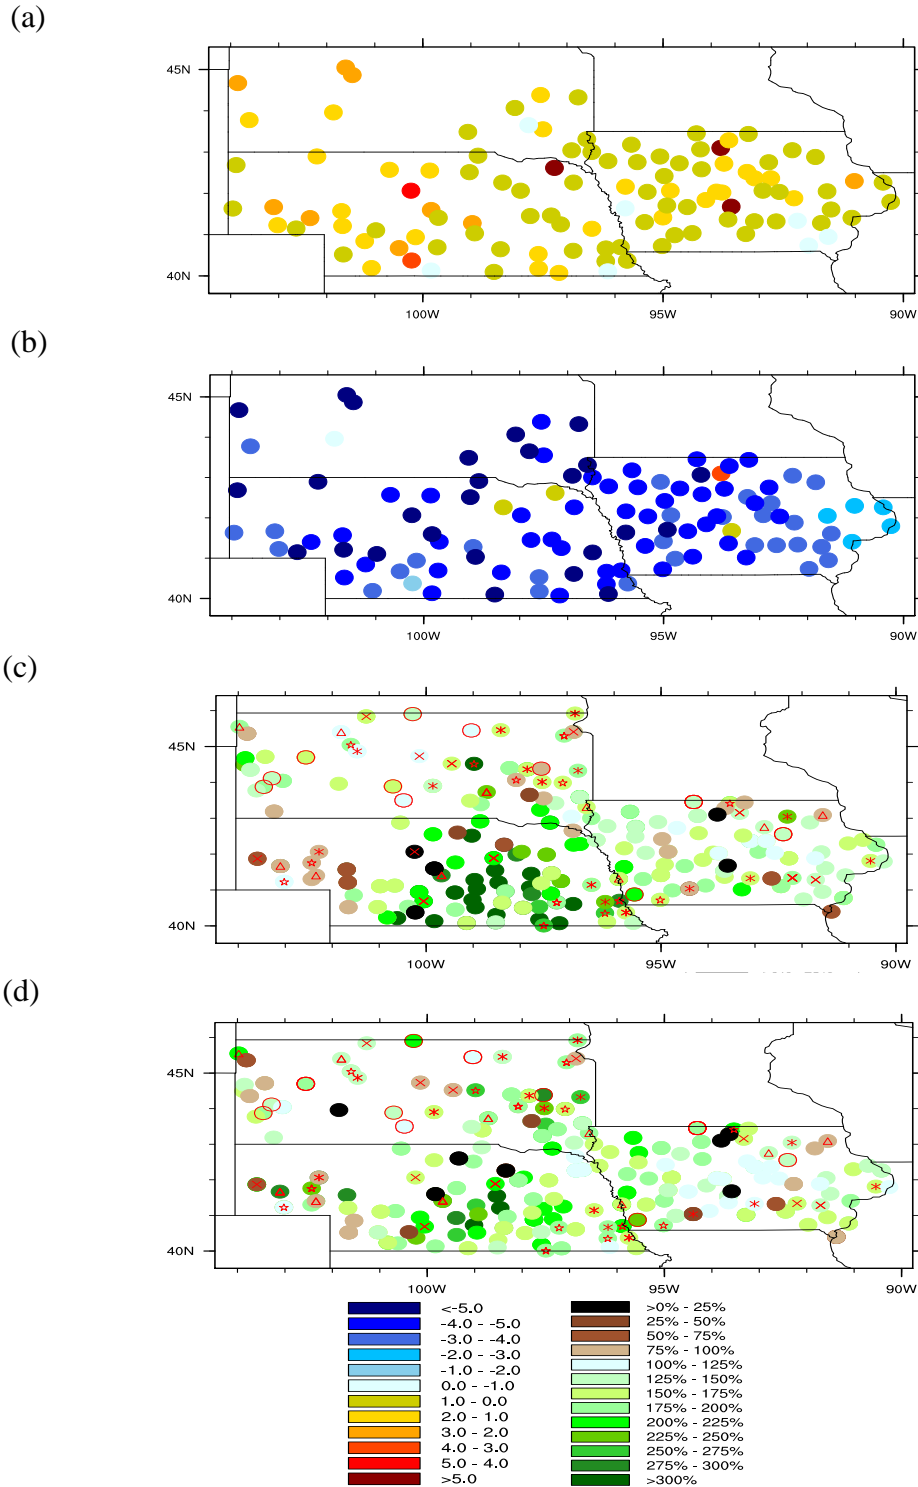 (a)
45N
40N
100W
95W
90W
(b)
45N
40N
100W
95W
90W
(c)
45N
40N
100W
95W
90W
(d)
45N
40N
100W
95W
90W
<-5.0
-4.0 - -5.0
-3.0 - -4.0
-2.0 - -3.0
-1.0 - -2.0
0.0 - -1.0
1.0 - 0.0
2.0 - 1.0
3.0 - 2.0
4.0 - 3.0
5.0 - 4.0
>5.0
>0% - 25%
25% - 50%
50% - 75%
75% - 100%
100% - 125%
125% - 150%
150% - 175%
175% - 200%
200% - 225%
225% - 250%
250% - 275%
275% - 300%
>300%